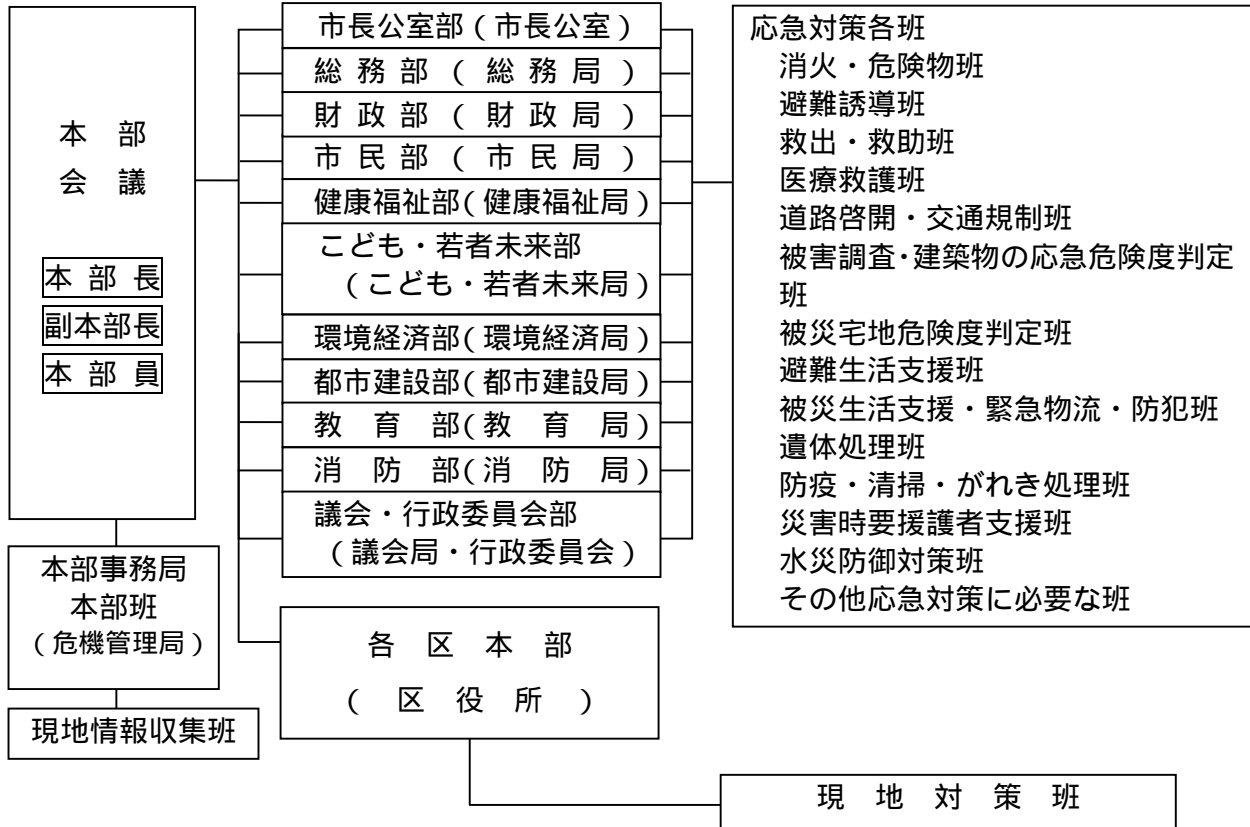 本部
会議
本部長
副本部長
本部員
本部事務局
本部班
(危機管理局)
現地情報収集班
市長公室部(市長公室)
総務部(総務局)
財政部(財政局)
市民部(市民局)
健康福祉部(健康福祉局)
こども・若者未来部
(こども・若者未来局)
環境経済部(環境経済局)
都市建設部(都市建設局)
教育部(教育局)
消防部(消防局)
議会・行政委員会部
(議会局・行政委員会)
各区本部
(区役所)
応急対策各班
消火・危険物班
避難誘導班
救出・救助班
医療救護班
道路啓開・交通規制班
被害調査・建築物の応急危険度判定
班
被災宅地危険度判定班
避難生活支援班
被災生活支援・緊急物流・防犯班
遺体処理班
防疫・清掃・がれき処理班
災害時要援護者支援班
水災防御対策班
その他応急対策に必要な班
現地対策班